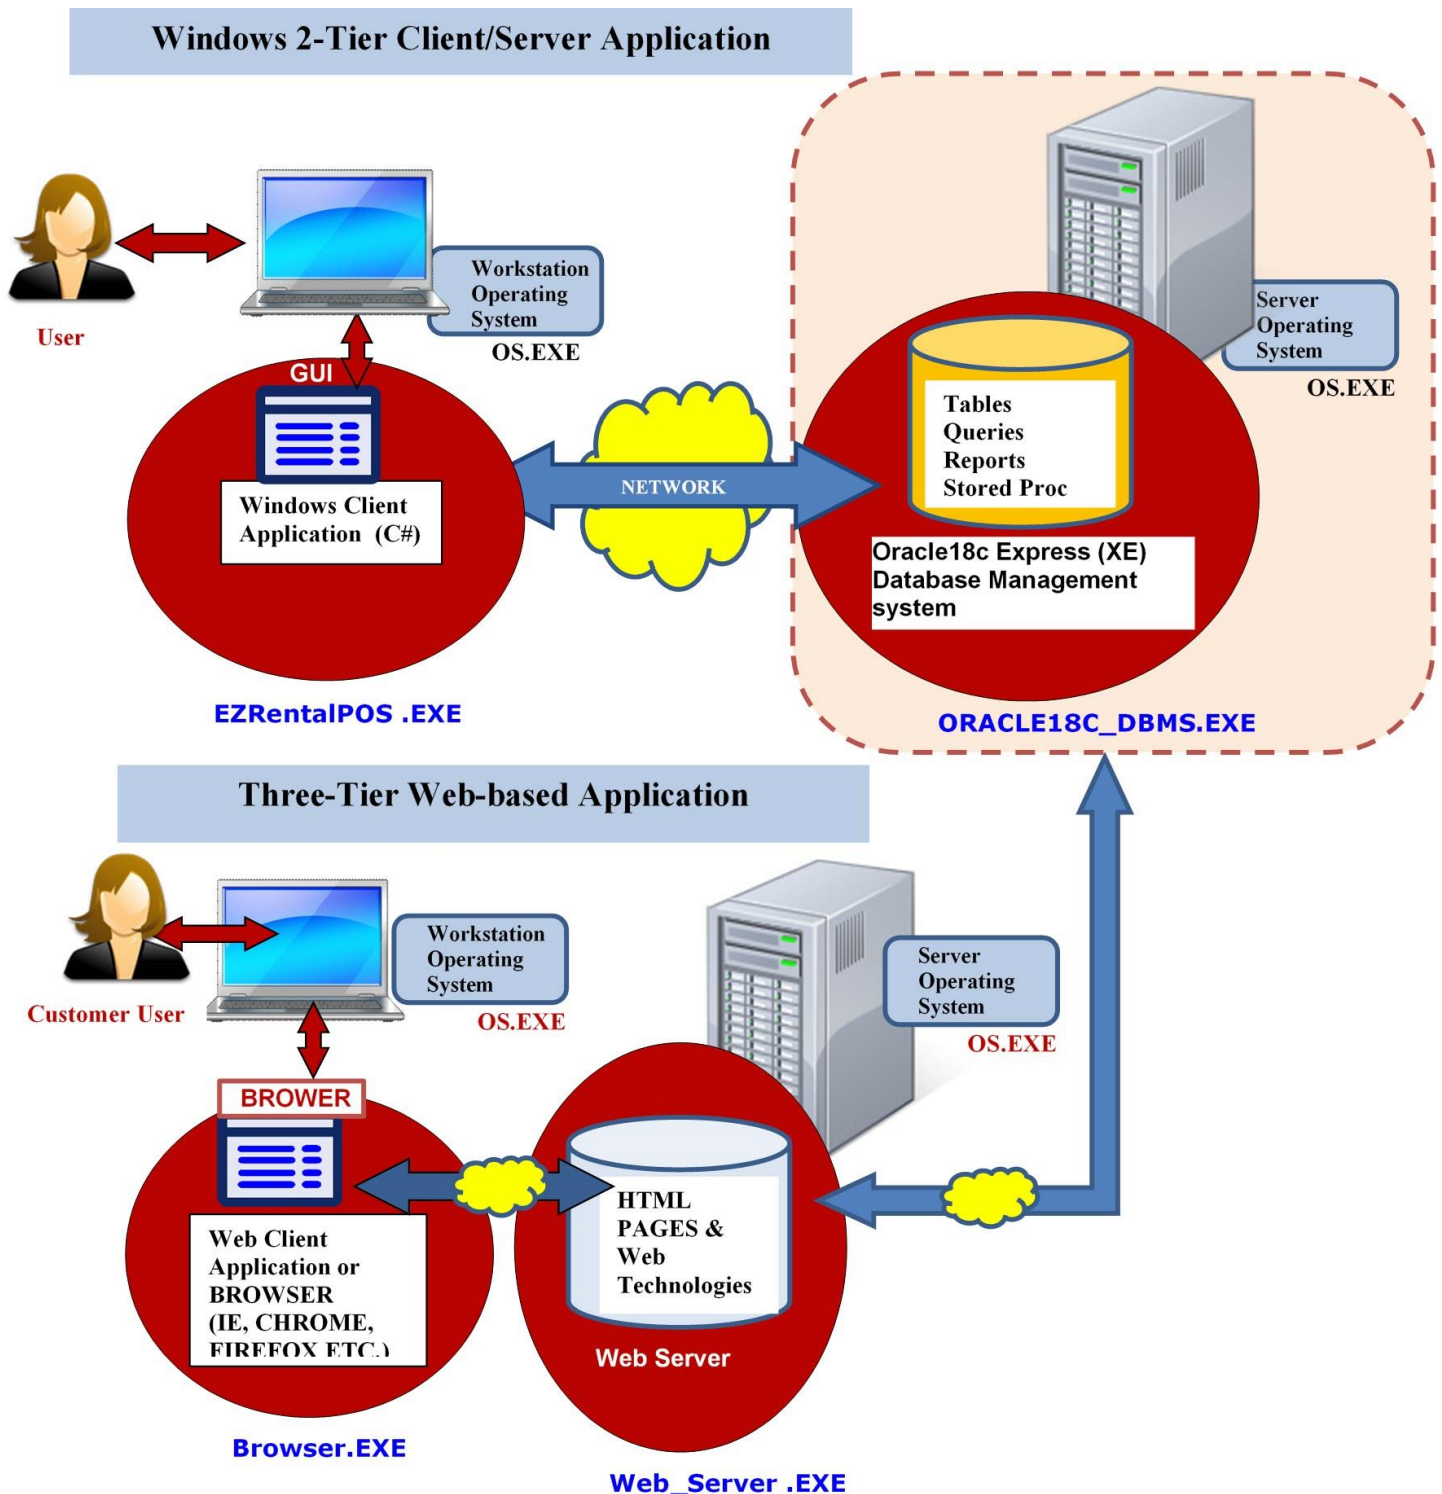 Windows 2-Tier Client/Server Application
User
Workstation
Operating
System
OS.EXE
GUI
Windows Client
Application (C#)
EZRentalPOS .EXE
NETWORK
Server
Operating
System
OS.EXE
Tables
Queries
Reports
Stored Proc
Oracle18c Express (XE)
Database Management
system
ORACLE18C_DBMS.EXE
Three-Tier Web-based Application
Customer User
Workstation
Operating
System
OS.EXE
BROWER
Web Client
Application or
BROWSER
(IE, CHROME,
FIREFOX ETC.)
Browser.EXE
Server
Operating
System
OS.EXE
HTML
PAGES &
Web
Technologies
Web Server
Web_Server .EXE